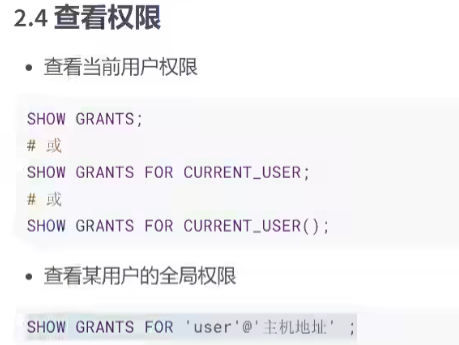 2.4 查看权限
• 查看当前用户权限
SHOW GRANTS;
# 或
SHOW GRANTS FOR CURRENT_USER;
# 或
SHOW GRANTS FOR CURRENT_USER();
• 查看某用户的全局权限
SHOW GRANTS FOR 'user'@'主机地址' ;